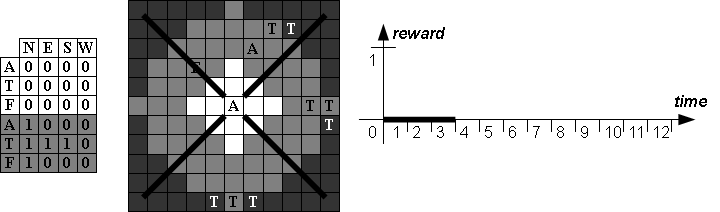 N E S W
A 0 0 0 0
T 0 0 0 0
F 0 0 0 0
A 1 0 0 0
T 1 1 1 0
F 1 0 0 0
T T
A
F
A T T
T
T T T
reward
1
time
0 1 2 3 4 5 6 7 8 9 10 11 12